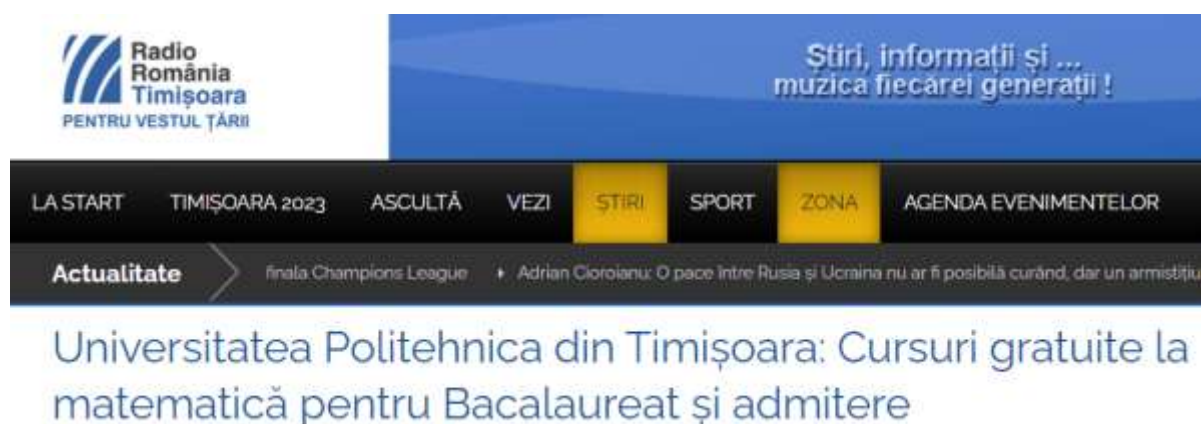 Radio
România
Timișoara
PENTRU VESTUL ȚĂRII
Știri, informații și ...
muzica fiecărei generații !
LA START TIMIȘOARA 2023 ASCULTĂ VEZI ȘTIRI SPORT ZONA AGENDA EVENIMENTELOR
Actualitate finala Champions League Adrian Cioroianu: O pace între Rusia și Ucraina nu ar fi posibilă curând, dar un armistițiu
Universitatea Politehnica din Timișoara: Cursuri gratuite la
matematică pentru Bacalaureat și admitere